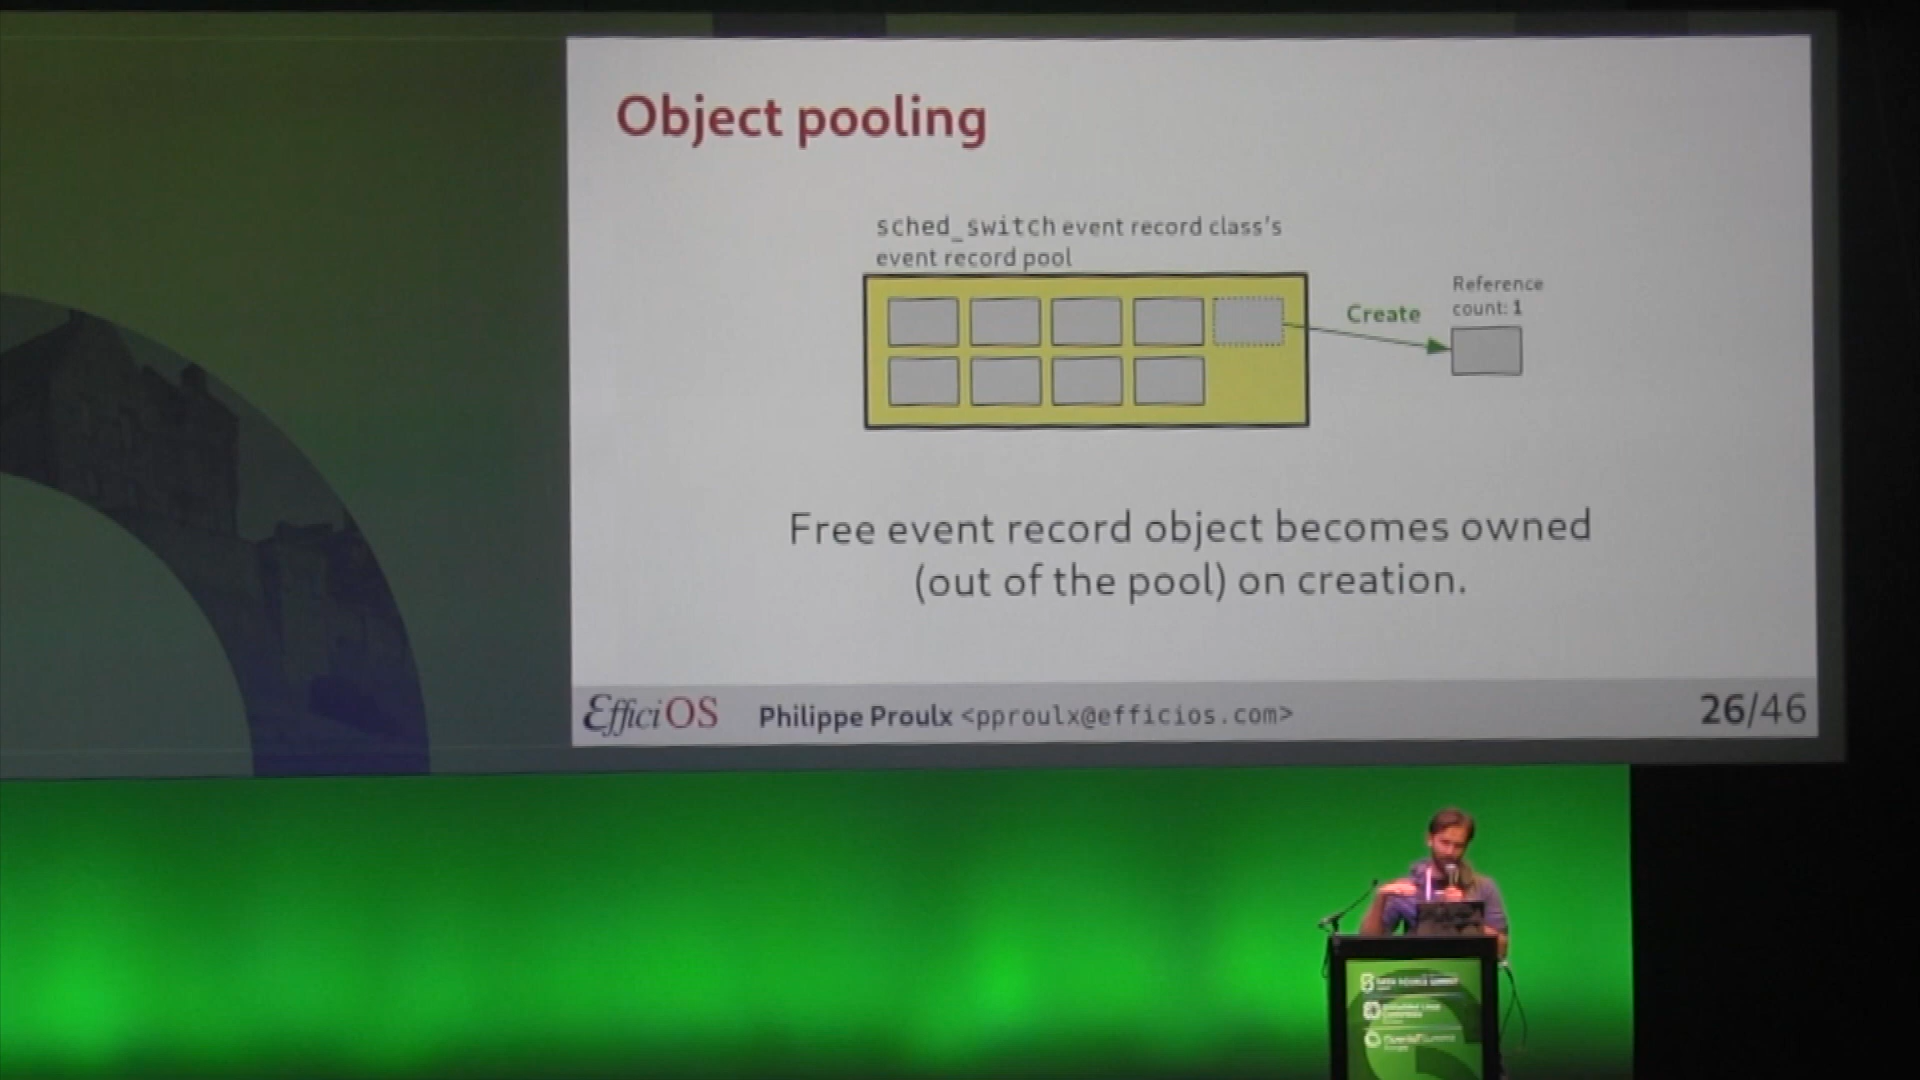 Object pooling
sched_switch event record class's
event record pool
Reference
count: 1
Create
Free event record object becomes owned
(out of the pool) on creation.
EfficiOS
Philippe Proulx <pproulx@efficios.com>
26/46